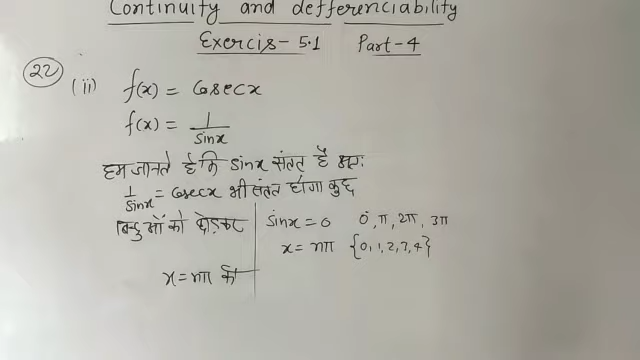 Continuity and defferenciability
Exercis-5.1 Part-4
22
(ii) f(x) = Cosecx
f(x) = 1/sinx
हम जानते है कि sinx संतत है अतः
1/sinx = Cosecx भी संतत होगा कुछ
बिन्दुओं को छोड़कर
sinx = 0 0, π, 2π, 3π
x = nπ {0, 1, 2, 3, 4}
x = nπ की